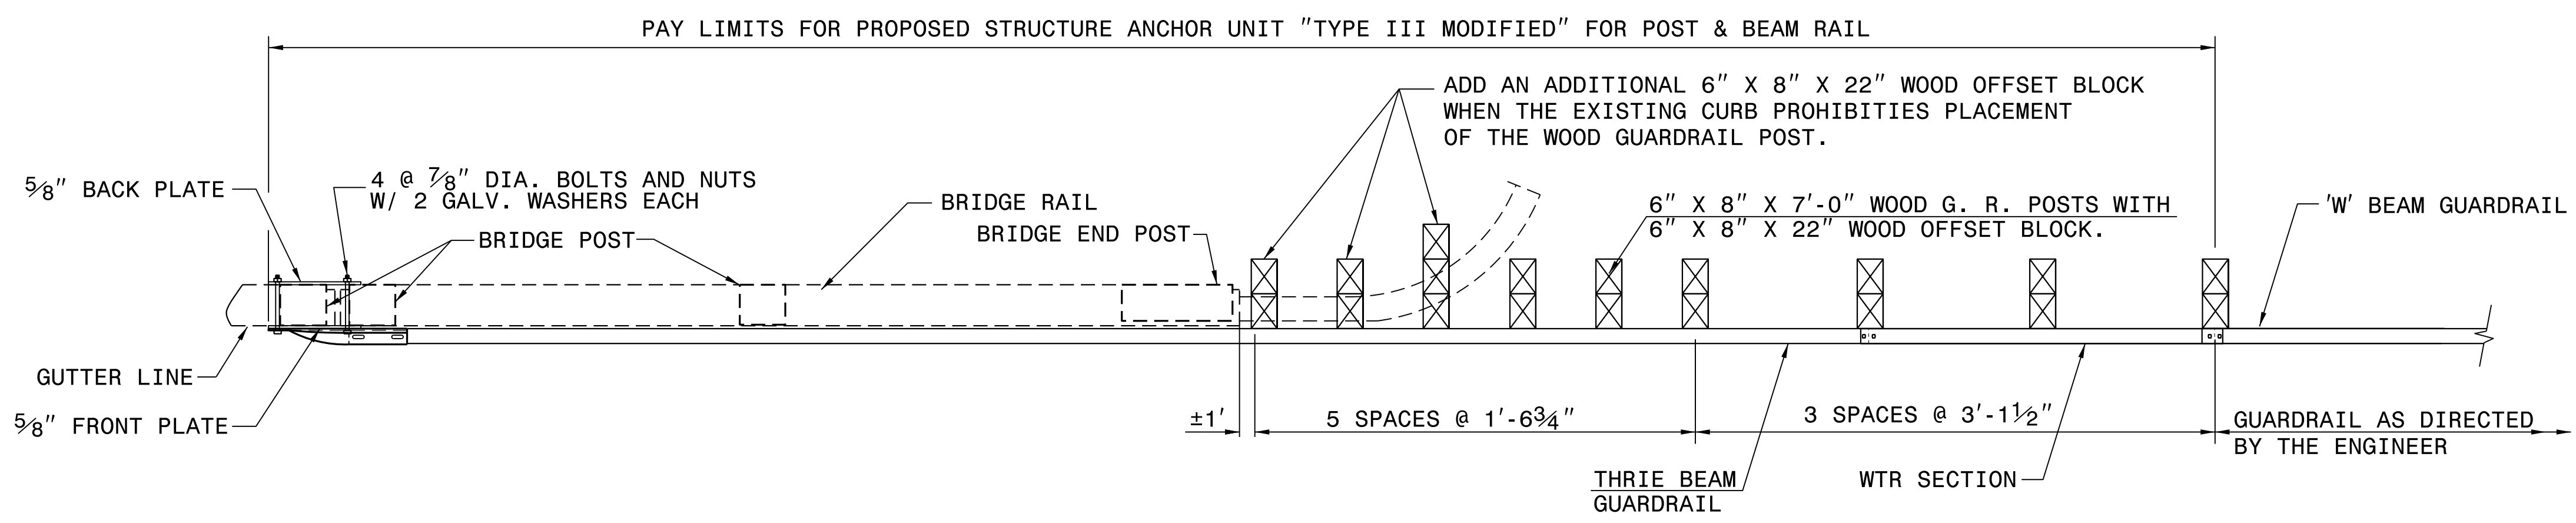 PAY LIMITS FOR PROPOSED STRUCTURE ANCHOR UNIT "TYPE III MODIFIED" FOR POST & BEAM RAIL
ADD AN ADDITIONAL 6" X 8" X 22" WOOD OFFSET BLOCK
WHEN THE EXISTING CURB PROHIBITIES PLACEMENT
OF THE WOOD GUARDRAIL POST.
5/8" BACK PLATE
4 @ 7/8" DIA. BOLTS AND NUTS
W/ 2 GALV. WASHERS EACH
BRIDGE POST
BRIDGE RAIL
BRIDGE END POST
6" X 8" X 7'-0" WOOD G. R. POSTS WITH
6" X 8" X 22" WOOD OFFSET BLOCK.
'W' BEAM GUARDRAIL
GUTTER LINE
5/8" FRONT PLATE
±1'
5 SPACES @ 1'-6 3/4"
3 SPACES @ 3'-1 1/2"
GUARDRAIL AS DIRECTED
BY THE ENGINEER
THRIE BEAM
GUARDRAIL
WTR SECTION